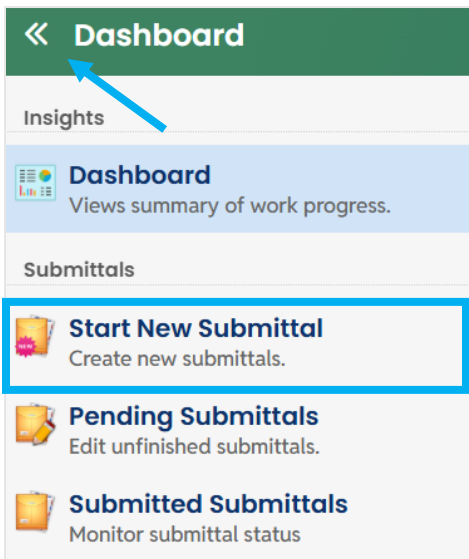 « Dashboard
Insights
Dashboard
Views summary of work progress.
Submittals
Start New Submittal
NEW
Create new submittals.
Pending Submittals
Edit unfinished submittals.
Submitted Submittals
Monitor submittal status